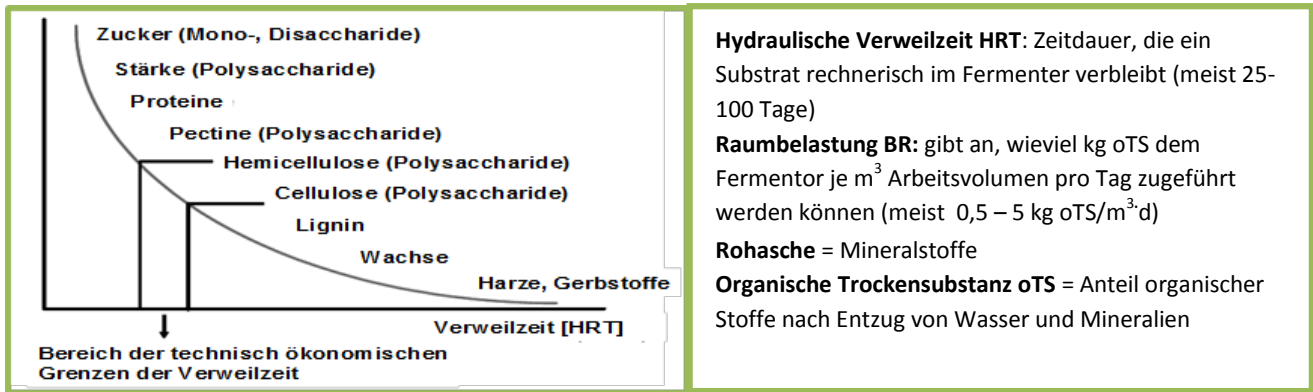 Zucker (Mono-, Disaccharide)
Stärke (Polysaccharide)
Proteine
Pectine (Polysaccharide)
Hemicellulose (Polysaccharide)
Cellulose (Polysaccharide)
Lignin
Wachse
Harze, Gerbstoffe
Verweilzeit [HRT]
Bereich der technisch ökonomischen
Grenzen der Verweilzeit
Hydraulische Verweilzeit HRT: Zeitdauer, die ein
Substrat rechnerisch im Fermenter verbleibt (meist 25-
100 Tage)
Raumbelastung BR: gibt an, wieviel kg oTS dem
Fermentor je m³ Arbeitsvolumen pro Tag zugeführt
werden können (meist 0,5 – 5 kg oTS/m³·d)
Rohasche = Mineralstoffe
Organische Trockensubstanz oTS = Anteil organischer
Stoffe nach Entzug von Wasser und Mineralien